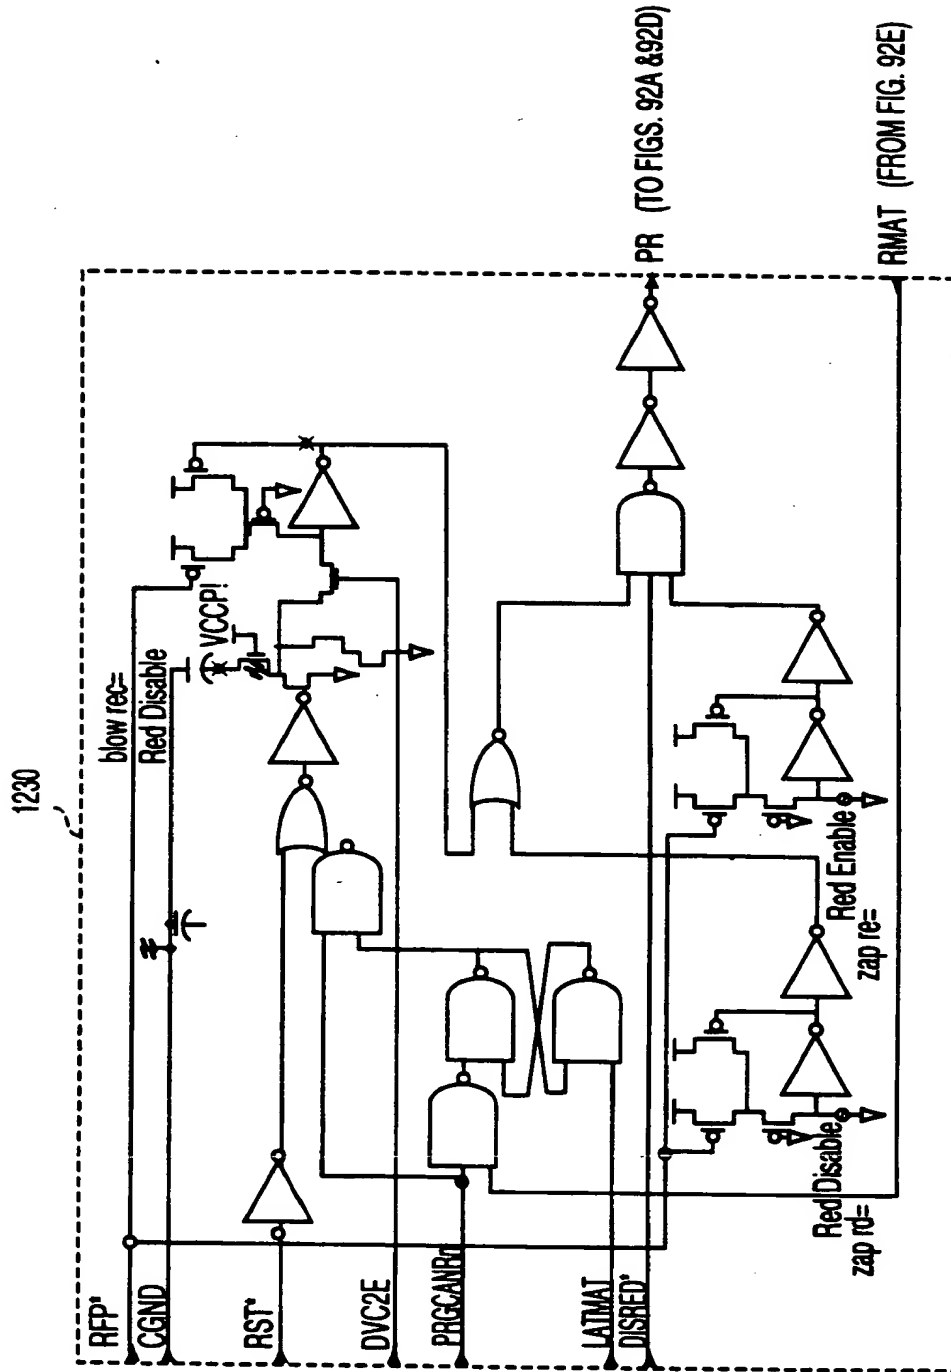 1230
RFP*
CGND
RST*
DVC2E
PRGCANRn
LATMAT
DISRED*
blow rec=
Red Disable
VCCP!
Red Disable
zap rd=
Red Enable
zap re=
PR (TO FIGS. 92A &92D)
RMAT (FROM FIG. 92E)